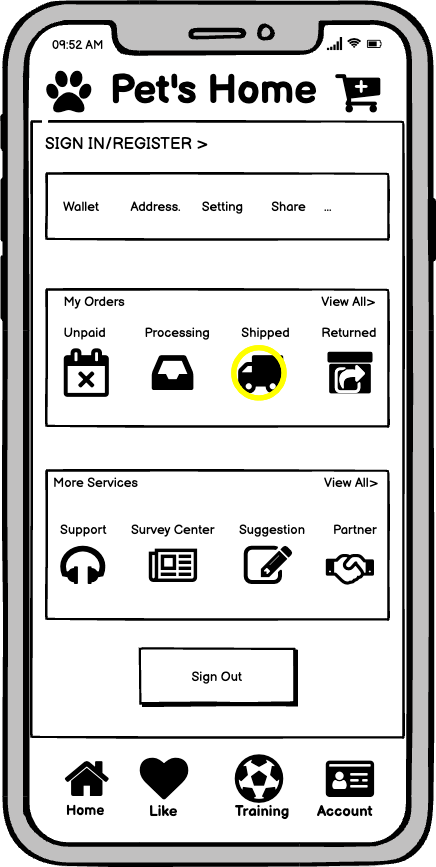 09:52 AM
Pet's Home
SIGN IN/REGISTER >
Wallet Address. Setting Share ...
My Orders View All>
Unpaid Processing Shipped Returned
More Services View All>
Support Survey Center Suggestion Partner
Sign Out
Home Like Training Account